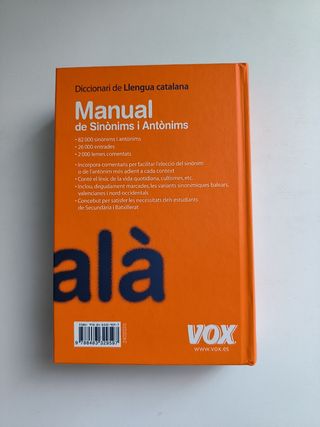 Diccionari de Llengua catalana
Manual
de Sinònims i Antònims
• 82 000 sinònims i antònims
• 26 000 entrades
• 2 000 lemes comentats
• Incorpora comentaris per facilitar l'elecció del sinònim
o de l'antònim més adient a cada context
• Conté el lèxic de la vida quotidiana, cultismes, etc.
• Inclou, degudament marcades, les variants sinonímiques balears,
valencianes i nord-occidentals
• Concebut per satisfer les necessitats dels estudiants
de Secundària i Batxillerat
alà
9 788483 329597
VOX
www.vox.es